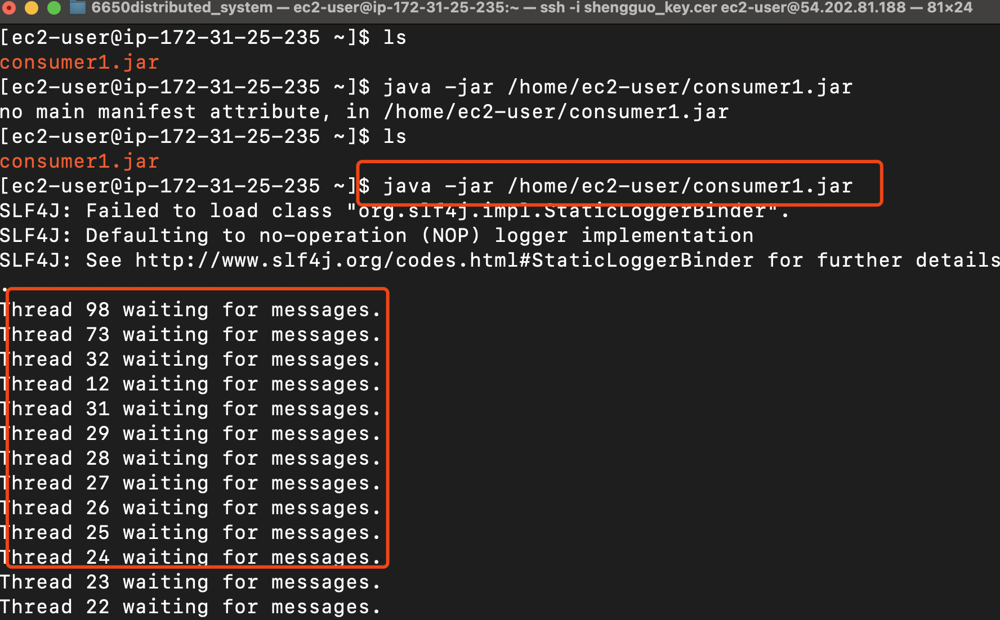 6650distributed_system — ec2-user@ip-172-31-25-235:~ — ssh -i shengguo_key.cer ec2-user@54.202.81.188 — 81×24
[ec2-user@ip-172-31-25-235 ~]$ ls
consumer1.jar
[ec2-user@ip-172-31-25-235 ~]$ java -jar /home/ec2-user/consumer1.jar
no main manifest attribute, in /home/ec2-user/consumer1.jar
[ec2-user@ip-172-31-25-235 ~]$ ls
consumer1.jar
[ec2-user@ip-172-31-25-235 ~]$ java -jar /home/ec2-user/consumer1.jar
SLF4J: Failed to load class "org.slf4j.impl.StaticLoggerBinder".
SLF4J: Defaulting to no-operation (NOP) logger implementation
SLF4J: See http://www.slf4j.org/codes.html#StaticLoggerBinder for further details
.
Thread 98 waiting for messages.
Thread 73 waiting for messages.
Thread 32 waiting for messages.
Thread 12 waiting for messages.
Thread 31 waiting for messages.
Thread 29 waiting for messages.
Thread 28 waiting for messages.
Thread 27 waiting for messages.
Thread 26 waiting for messages.
Thread 25 waiting for messages.
Thread 24 waiting for messages.
Thread 23 waiting for messages.
Thread 22 waiting for messages.